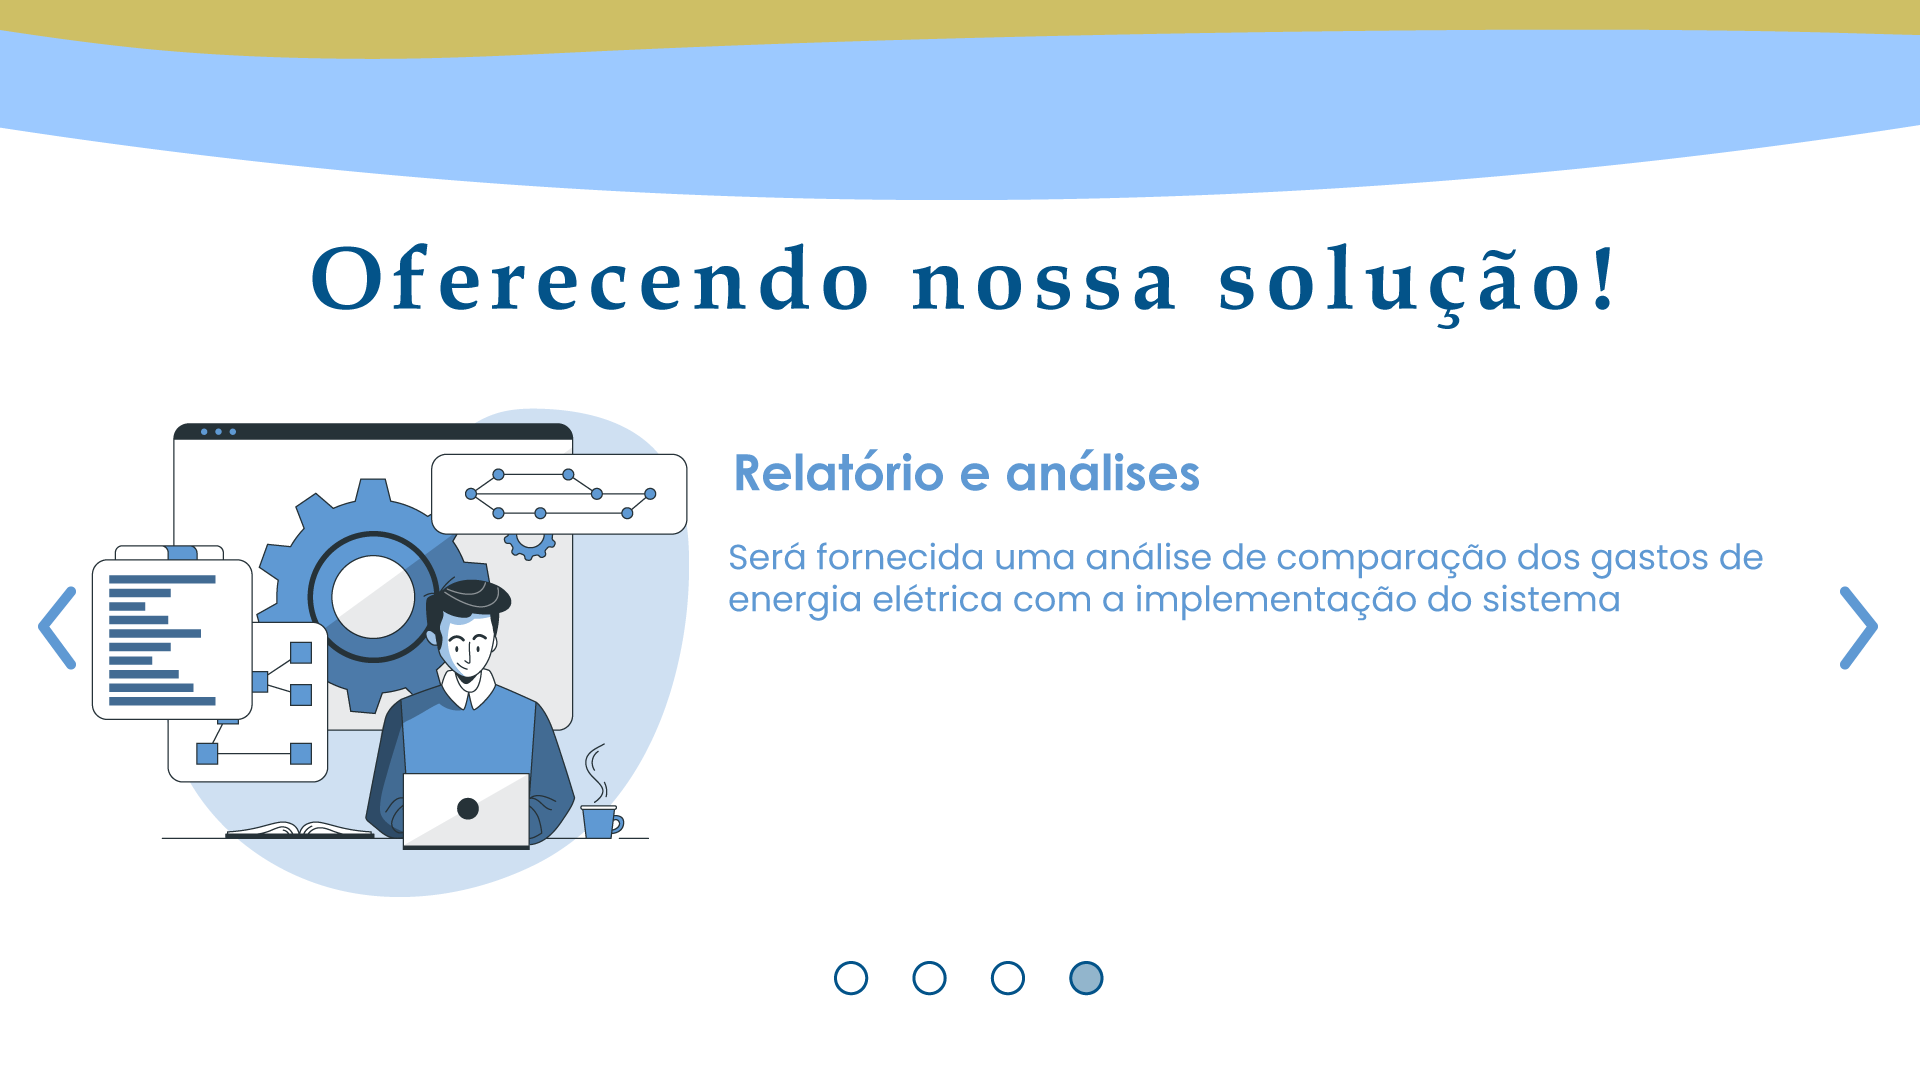 Oferecendo nossa solução!
Relatório e análises
Será fornecida uma análise de comparação dos gastos de
energia elétrica com a implementação do sistema